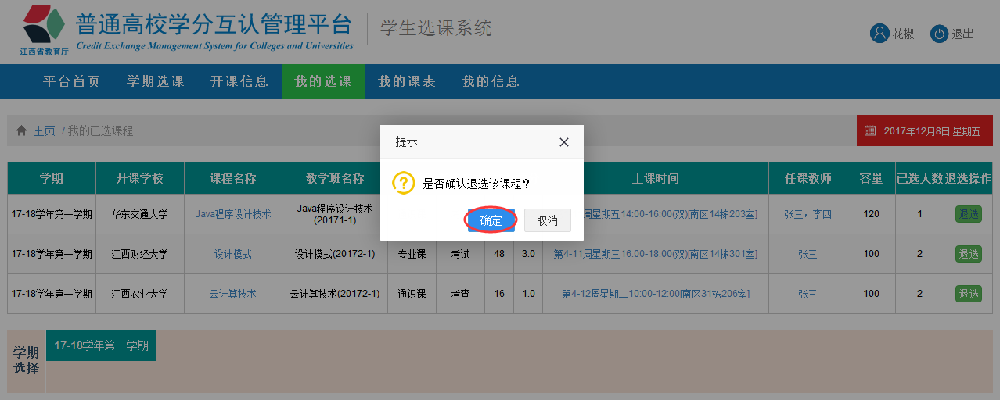 普通高校学分互认管理平台
Credit Exchange Management System for Colleges and Universities
江西省教育厅
学生选课系统
花椒 退出
平台首页 学期选课 开课信息 我的选课 我的课表 我的信息
主页 / 我的已选课程
2017年12月8日 星期五
提示
是否确认退选该课程？
确定 取消
学期 开课学校 课程名称 教学班名称 上课时间 任课教师 容量 已选人数 退选操作
17-18学年第一学期 华东交通大学 Java程序设计技术 Java程序设计技术 周星期五14:00-16:00(双)[南区14栋203室] 张三，李四 120 1 退选
(20171-1)
17-18学年第一学期 江西财经大学 设计模式 设计模式(20172-1) 专业课 考试 48 3.0 第4-11周星期三16:00-18:00(双)[南区14栋301室] 张三 100 2 退选
17-18学年第一学期 江西农业大学 云计算技术 云计算技术(20172-1) 通识课 考查 16 1.0 第4-12周星期二10:00-12:00[南区31栋206室] 张三 100 2 退选
学期
选择
17-18学年第一学期